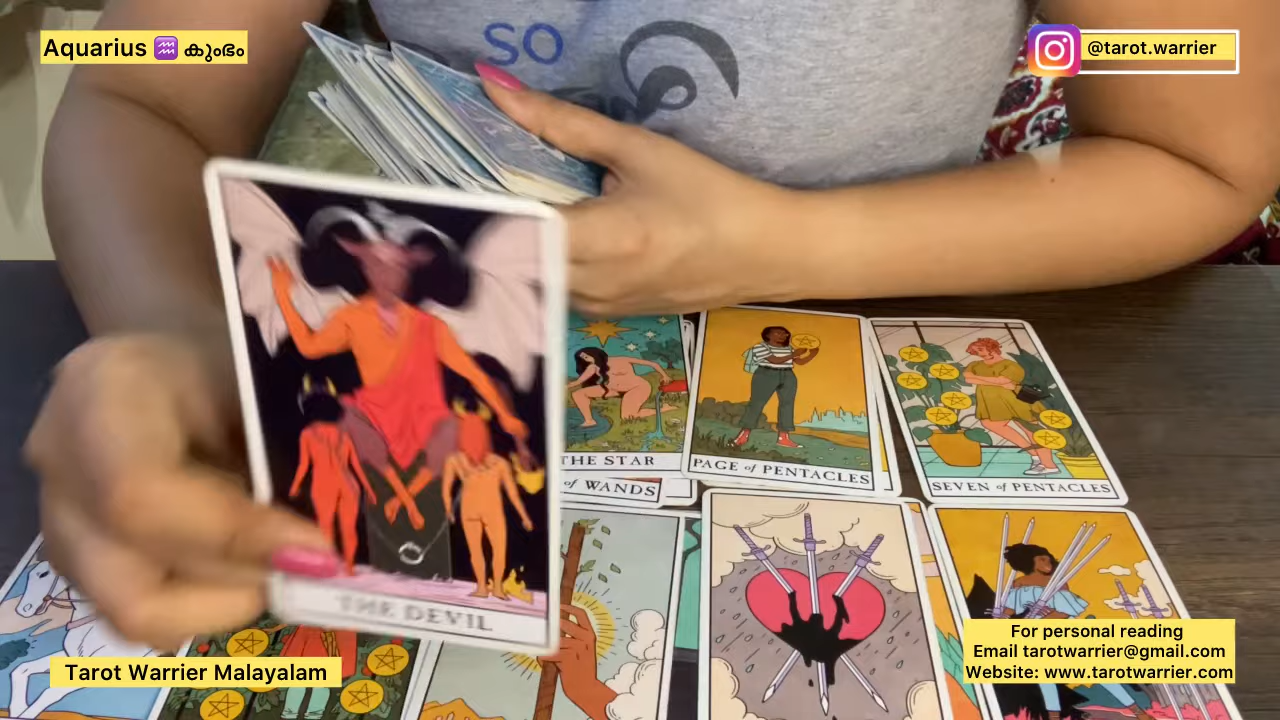 Aquarius ♒ കുംഭം
@tarot.warrier
SO
THE DEVIL
THE STAR
of WANDS
PAGE of PENTACLES
SEVEN of PENTACLES
Tarot Warrier Malayalam
For personal reading
Email tarotwarrier@gmail.com
Website: www.tarotwarrier.com